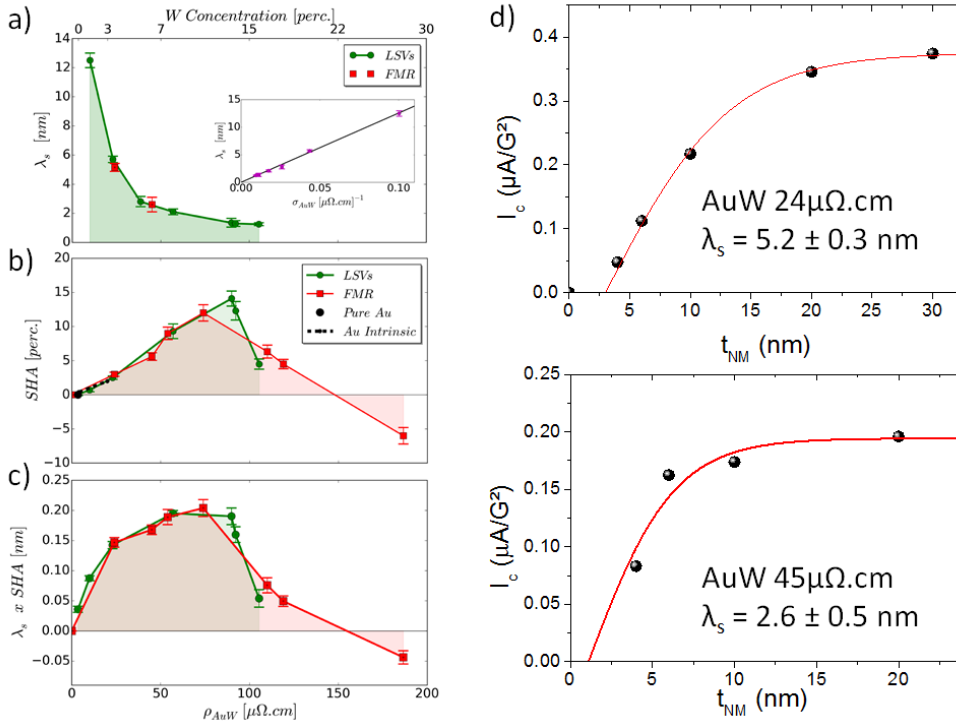 a)
W Concentration [perc.]
0 3 7 15 30
14
12
10
8
6
4
2
0
λs [nm]
LSVs
FMR
15
10
5
0
λs [nm]
0.00 0.05 0.10
σAuW [μΩ.cm]⁻¹
b)
20
15
10
5
0
−5
−10
SHA [perc.]
LSVs
FMR
Pure Au
Au Intrinsic
c)
0.25
0.20
0.15
0.10
0.05
0.00
−0.05
λs x SHA [nm]
0 50 100 150 200
ρAuW [μΩ.cm]
d)
0.4
0.3
0.2
0.1
0.0
Ic (μA/G²)
AuW 24μΩ.cm
λs = 5.2 ± 0.3 nm
0 5 10 15 20 25 30
tNM (nm)
0.25
0.20
0.15
0.10
0.05
0.00
Ic (μA/G²)
AuW 45μΩ.cm
λs = 2.6 ± 0.5 nm
0 5 10 15 20
tNM (nm)